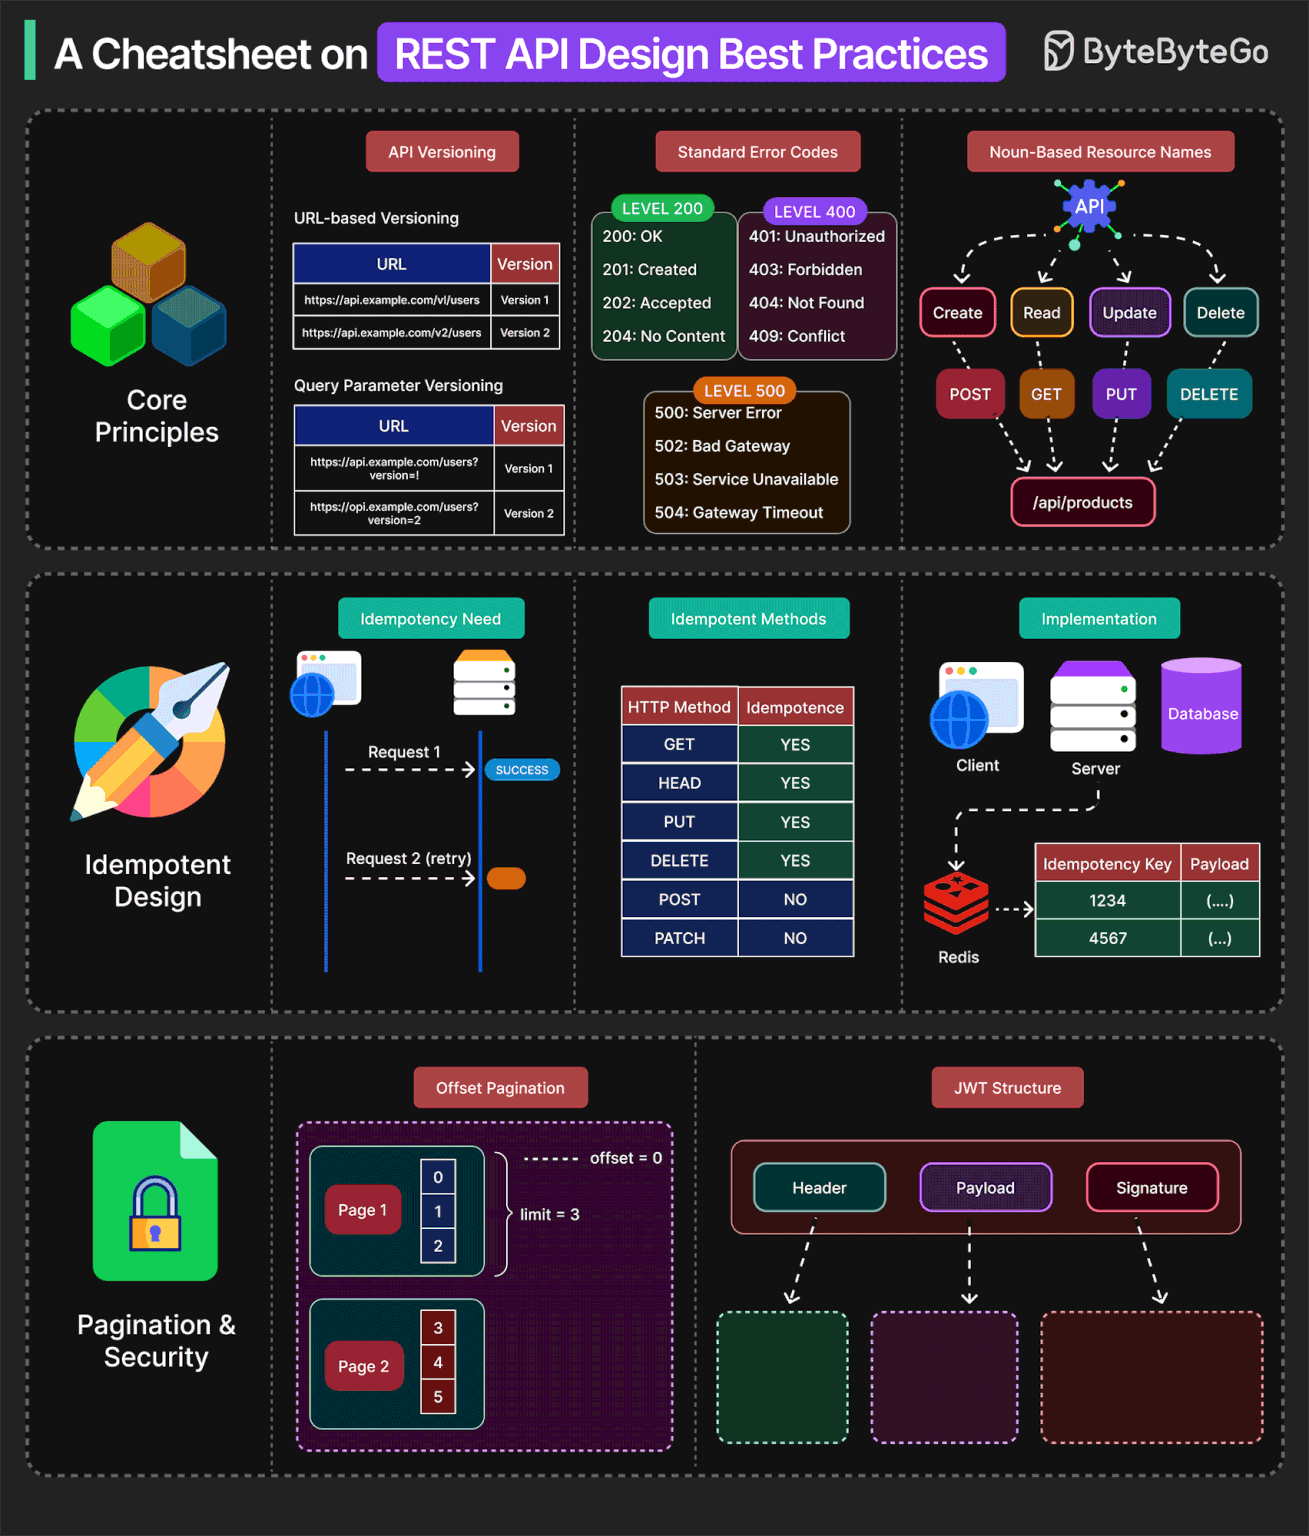 A Cheatsheet on REST API Design Best Practices
ByteByteGo
Core
Principles
API Versioning
URL-based Versioning
URL Version
https://api.example.com/vl/users Version 1
https://api.example.com/v2/users Version 2
Query Parameter Versioning
URL Version
https://api.example.com/users?
version=! Version 1
https://opi.example.com/users?
version=2 Version 2
Standard Error Codes
LEVEL 200
200: OK
201: Created
202: Accepted
204: No Content
LEVEL 400
401: Unauthorized
403: Forbidden
404: Not Found
409: Conflict
LEVEL 500
500: Server Error
502: Bad Gateway
503: Service Unavailable
504: Gateway Timeout
Noun-Based Resource Names
API
Create Read Update Delete
POST GET PUT DELETE
/api/products
Idempotent
Design
Idempotency Need
Request 1
SUCCESS
Request 2 (retry)
Idempotent Methods
HTTP Method Idempotence
GET YES
HEAD YES
PUT YES
DELETE YES
POST NO
PATCH NO
Implementation
Client
Server
Database
Redis
Idempotency Key Payload
1234 (....)
4567 (...)
Pagination &
Security
Offset Pagination
Page 1
0
1
2
offset = 0
limit = 3
Page 2
3
4
5
JWT Structure
Header Payload Signature